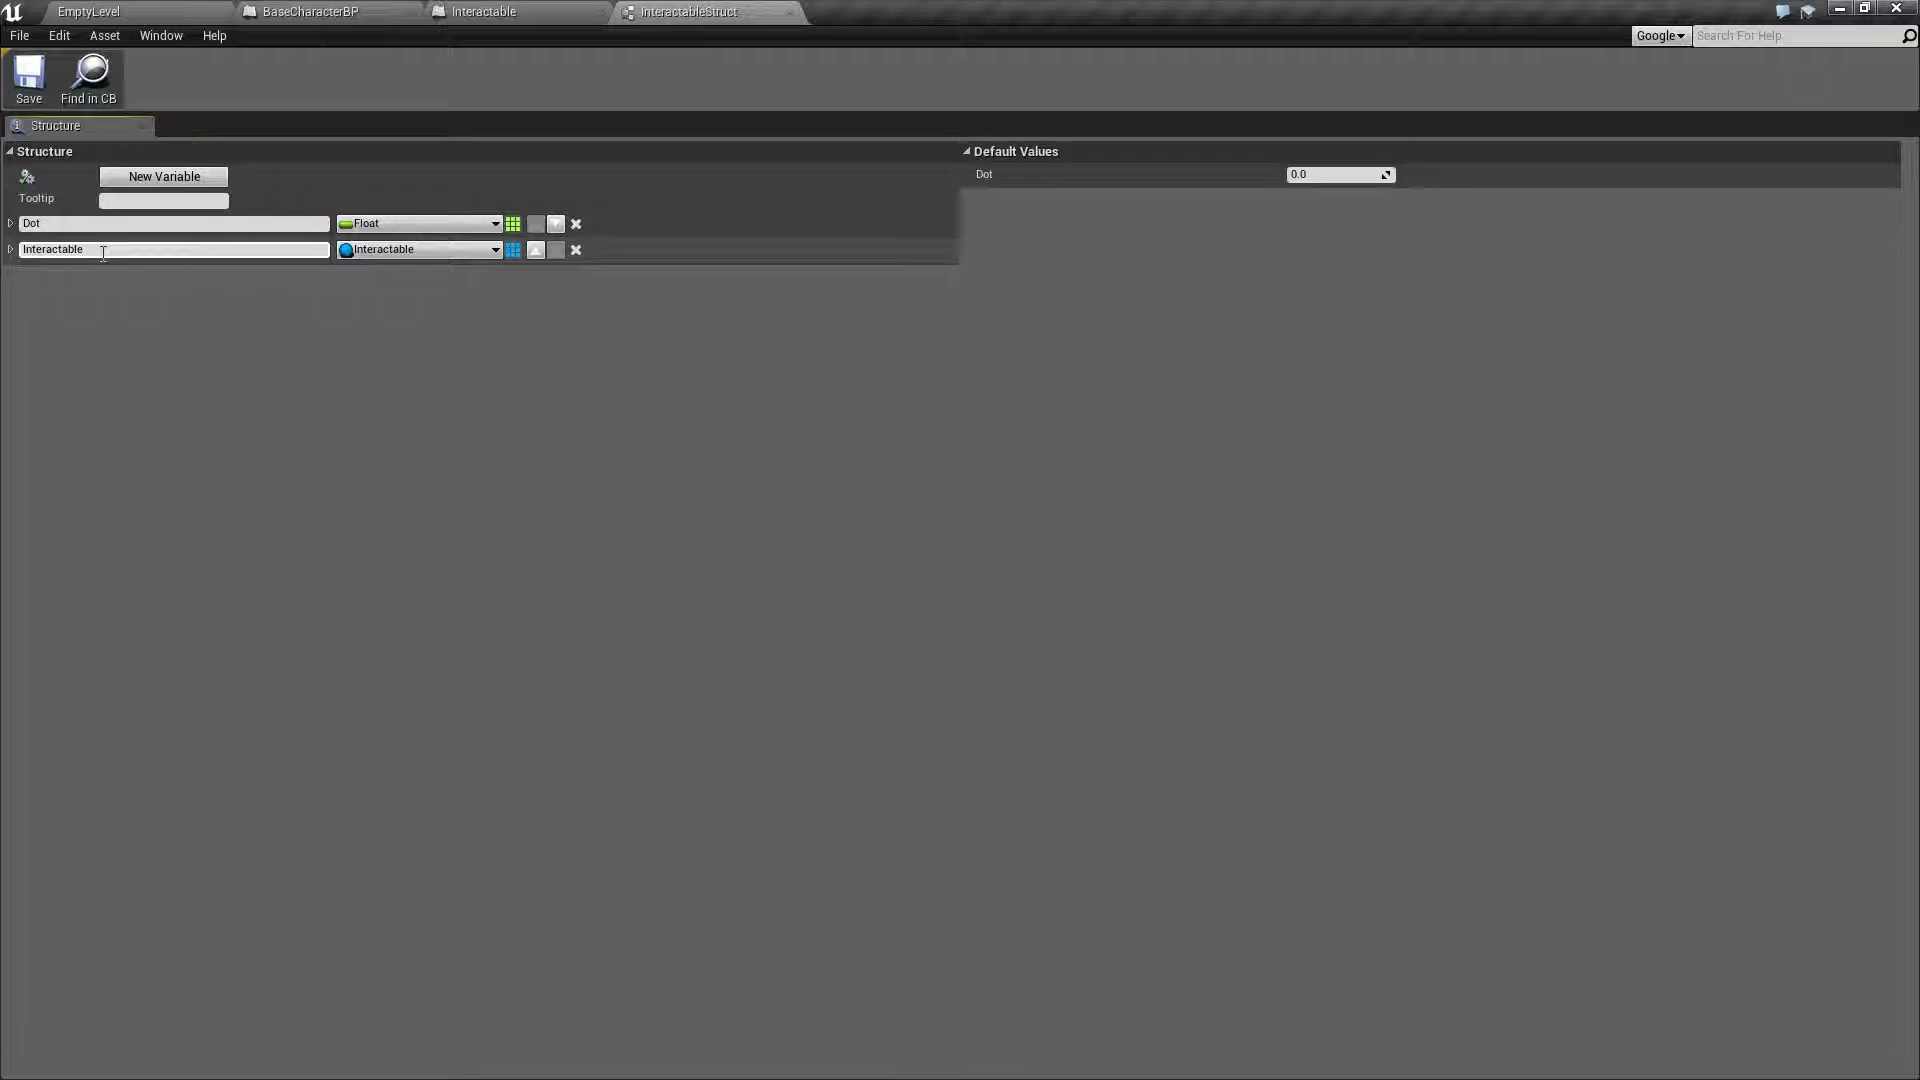 EmptyLevel
BaseCharacterBP
Interactable
InteractableStruct
File Edit Asset Window Help
Google
Search For Help
Save
Find in CB
Structure
Structure
New Variable
Tooltip
Dot
Float
Interactable
Interactable
Default Values
Dot
0.0